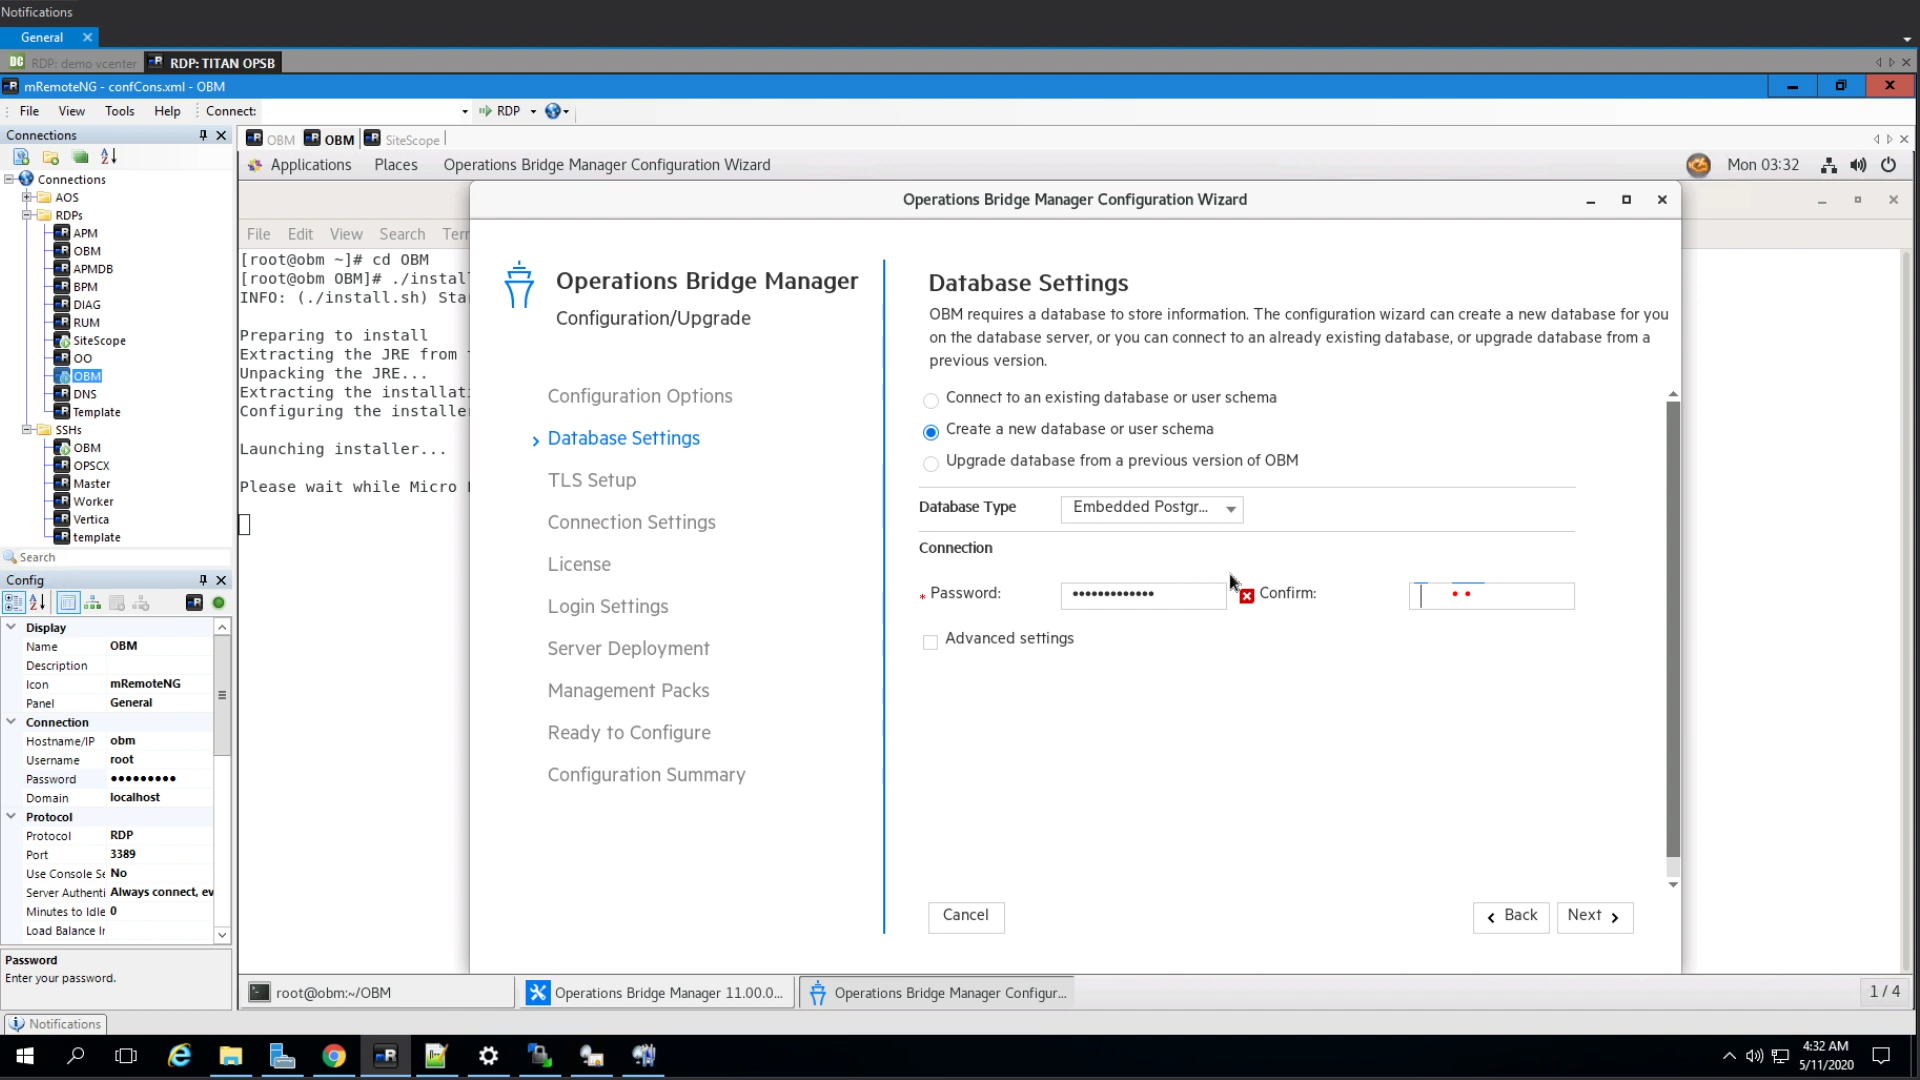 Notifications
General
DC RDP: demo vcenter
RDP: TITAN OPSB
mRemoteNG - confCons.xml - OBM
File View Tools Help Connect: RDP
Connections
OBM OBM SiteScope
Applications Places Operations Bridge Manager Configuration Wizard Mon 03:32
Connections
AOS
RDPs
APM
OBM
APMDB
BPM
DIAG
RUM
SiteScope
OO
OBM
DNS
Template
SSHs
OBM
OPSCX
Master
Worker
Vertica
template
Search
Config
Display
Name OBM
Description
Icon mRemoteNG
Panel General
Connection
Hostname/IP obm
Username root
Password ●●●●●●●●●
Domain localhost
Protocol
Protocol RDP
Port 3389
Use Console Se No
Server Authenti Always connect, ev
Minutes to Idle 0
Load Balance Ir
Password
Enter your password.
Notifications
File Edit View Search Terr
[root@obm ~]# cd OBM
[root@obm OBM]# ./instal
INFO: (./install.sh) Sta
Preparing to install
Extracting the JRE from
Unpacking the JRE...
Extracting the installat
Configuring the installe
Launching installer...
Please wait while Micro
Operations Bridge Manager Configuration Wizard
Operations Bridge Manager
Configuration/Upgrade
Configuration Options
Database Settings
TLS Setup
Connection Settings
License
Login Settings
Server Deployment
Management Packs
Ready to Configure
Configuration Summary
Database Settings
OBM requires a database to store information. The configuration wizard can create a new database for you
on the database server, or you can connect to an already existing database, or upgrade database from a
previous version.
Connect to an existing database or user schema
Create a new database or user schema
Upgrade database from a previous version of OBM
Database Type Embedded Postgr...
Connection
* Password: ••••••••••••• Confirm:
Advanced settings
Cancel
Back
Next
root@obm:~/OBM
Operations Bridge Manager 11.00.0...
Operations Bridge Manager Configur...
1 / 4
4:32 AM
5/11/2020